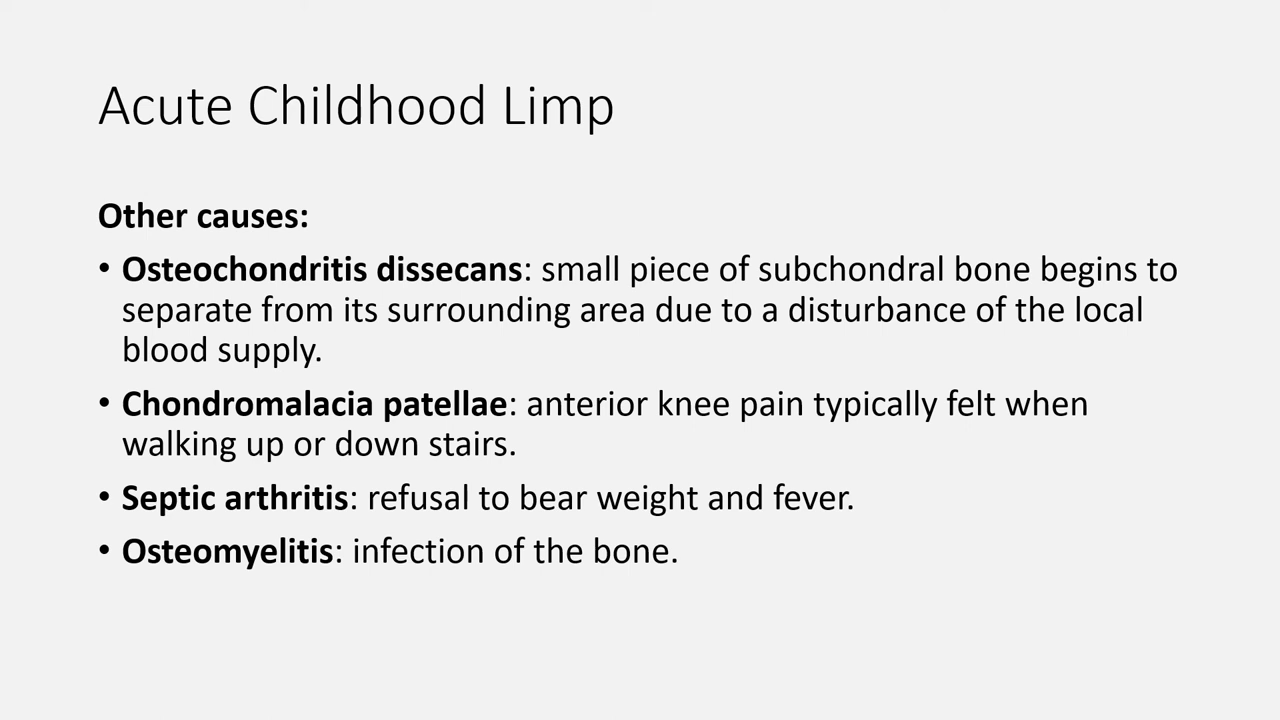 Acute Childhood Limp
Other causes:
• Osteochondritis dissecans: small piece of subchondral bone begins to
separate from its surrounding area due to a disturbance of the local
blood supply.
• Chondromalacia patellae: anterior knee pain typically felt when
walking up or down stairs.
• Septic arthritis: refusal to bear weight and fever.
• Osteomyelitis: infection of the bone.